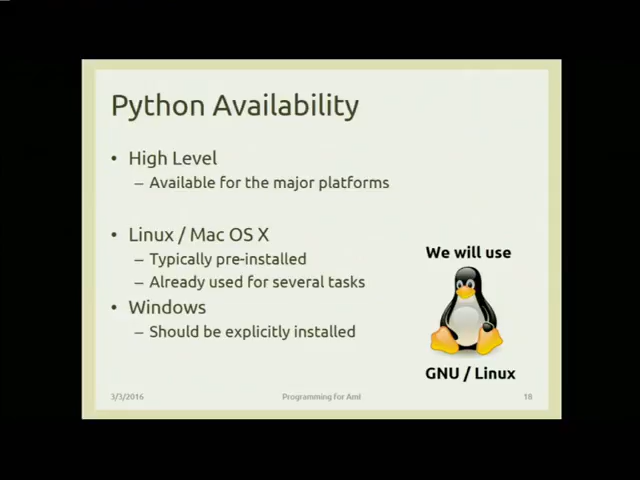 Python Availability
• High Level
– Available for the major platforms
• Linux / Mac OS X
– Typically pre-installed
– Already used for several tasks
• Windows
– Should be explicitly installed
We will use
GNU / Linux
3/3/2016
Programming for AmI
18